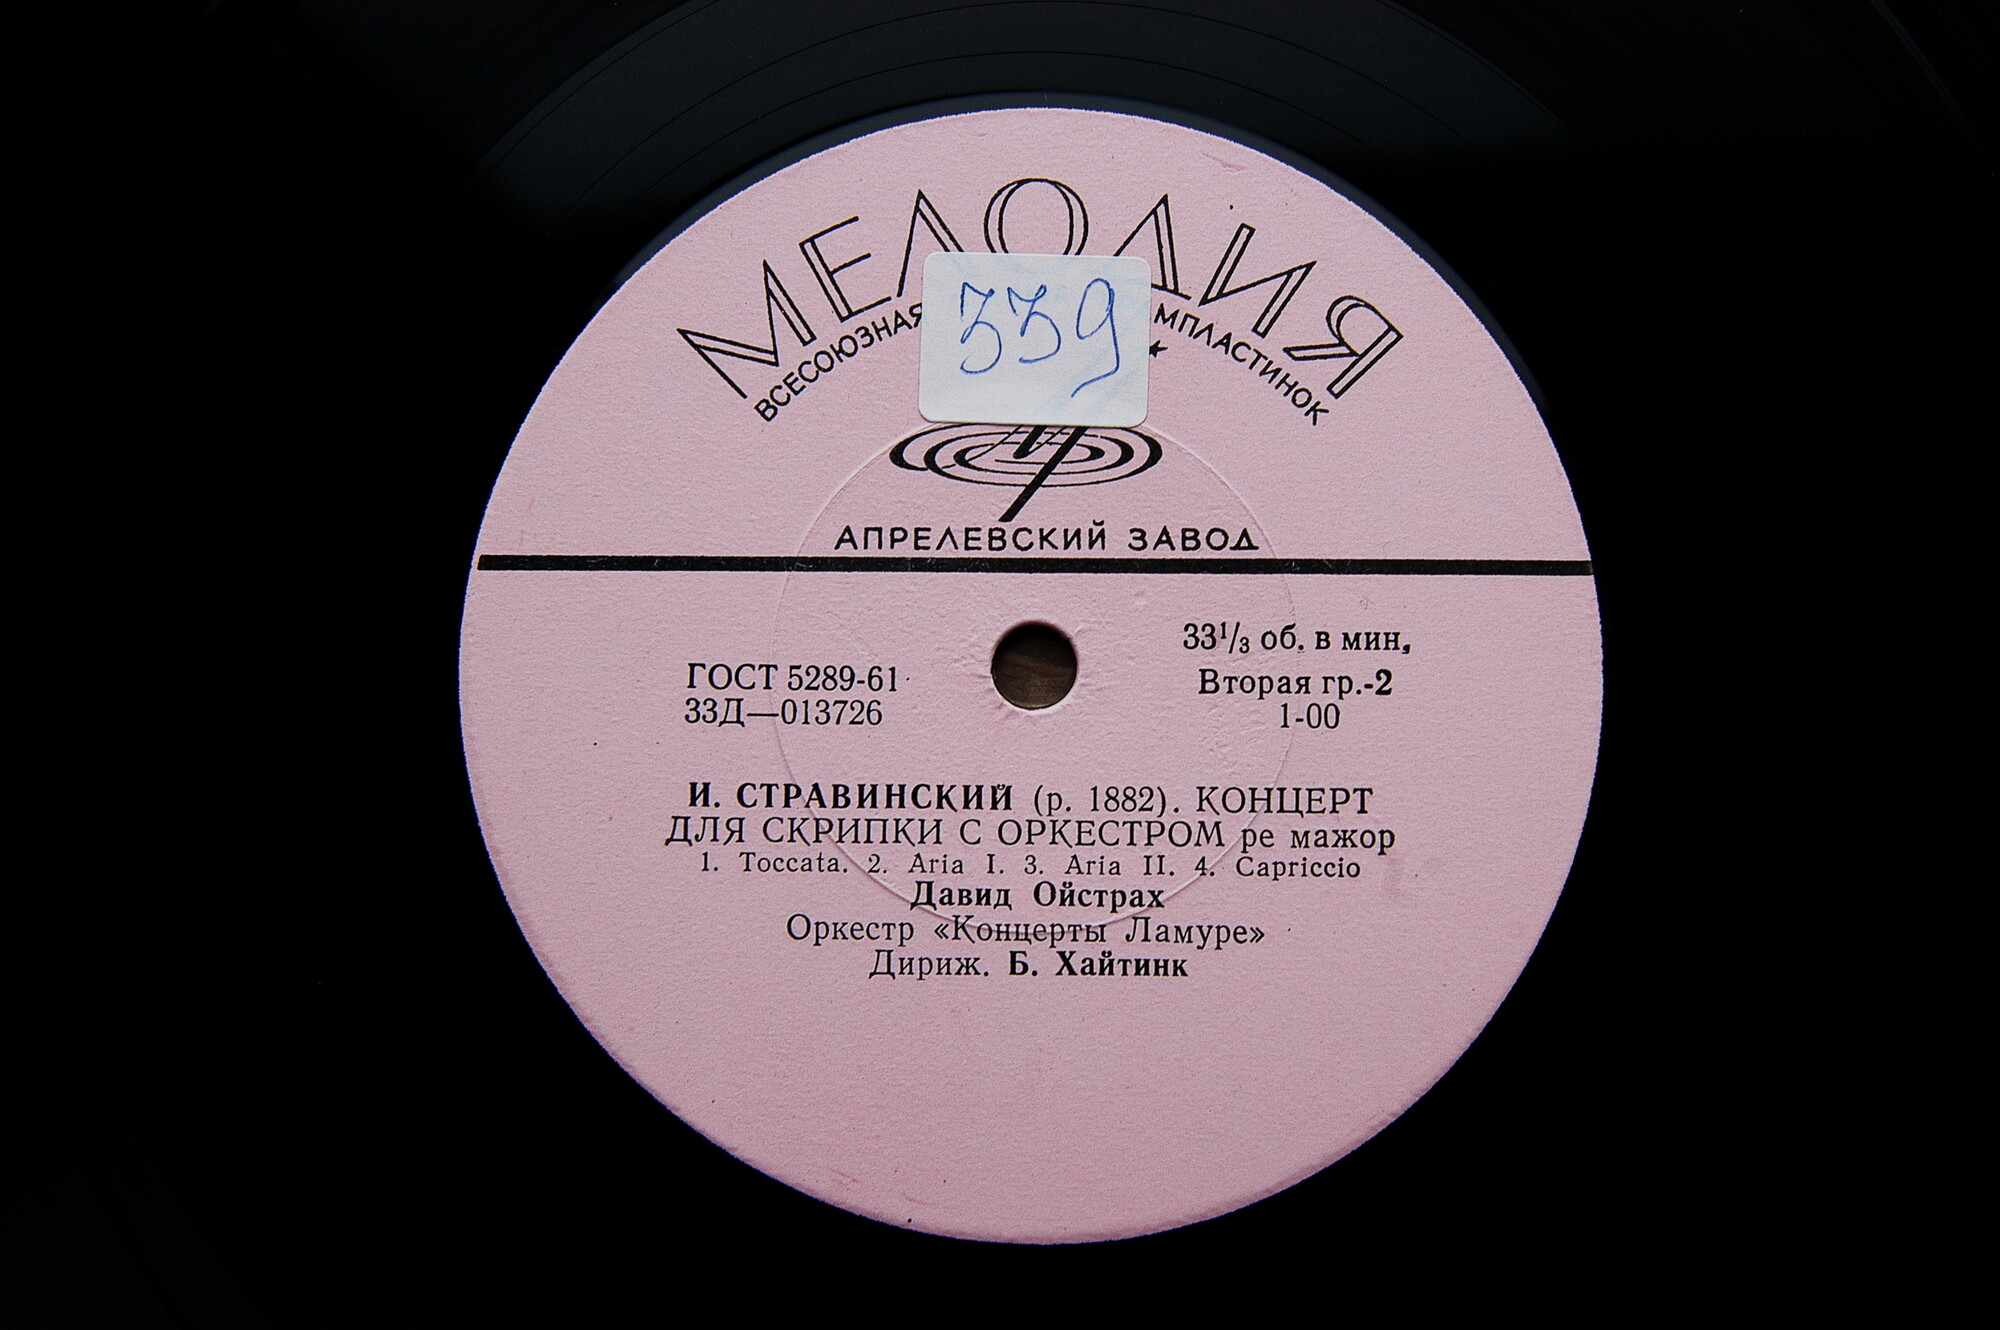 МЕЛОДИЯ
ВСЕСОЮЗНАЯ
339
АПРЕЛЕВСКИЙ ЗАВОД
33⅓ об. в мин.
ГОСТ 5289-61
Вторая гр.-2
33Д—013726
1-00
И. СТРАВИНСКИЙ (р. 1882). КОНЦЕРТ
ДЛЯ СКРИПКИ С ОРКЕСТРОМ ре мажор
1. Toccata. 2. Aria I. 3. Aria II. 4. Capriccio
Давид Ойстрах
Оркестр «Концерты Ламуре»
Дириж. Б. Хайтинк